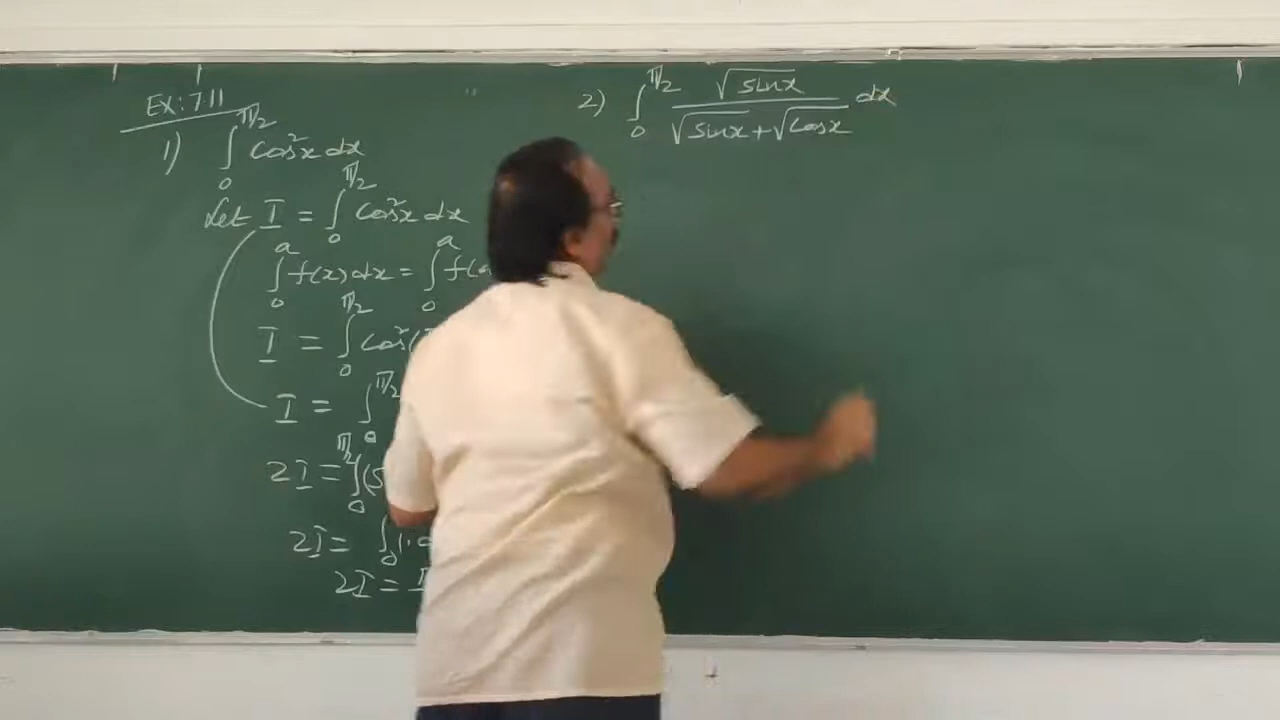 Ex: 7.11
1) ∫₀^π/2 Cos²x dx
Let I = ∫₀^π/2 Cos²x dx
∫₀^a f(x) dx = ∫₀^a f(
I = ∫₀^π/2 Cos²(
I = ∫₀^π/2
2I = ∫₀^π/2 (
2I = ∫₀ 1.
2I =
2) ∫₀^π/2 √sinx / (√sinx + √Cosx) dx